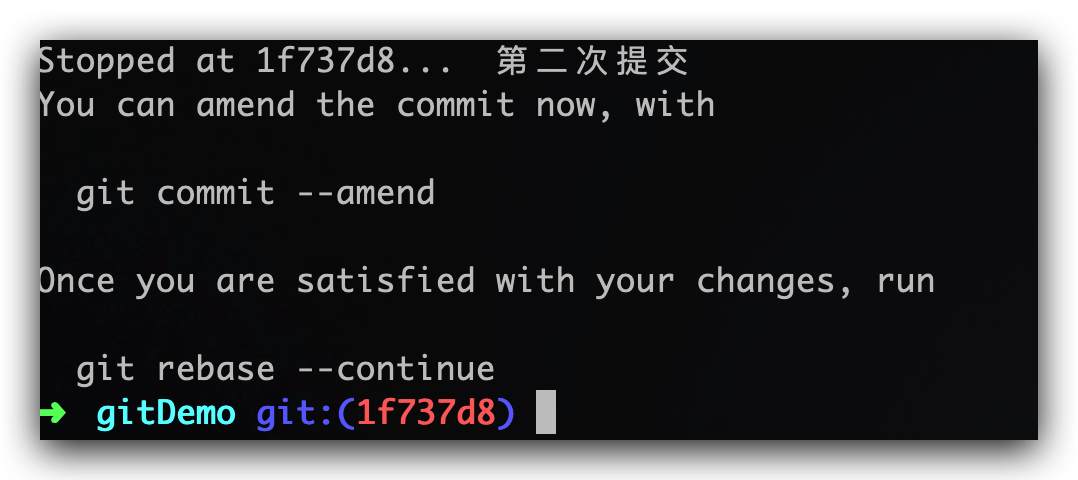 Stopped at 1f737d8... 第二次提交
You can amend the commit now, with
git commit --amend
Once you are satisfied with your changes, run
git rebase --continue
➜ gitDemo git:(1f737d8)